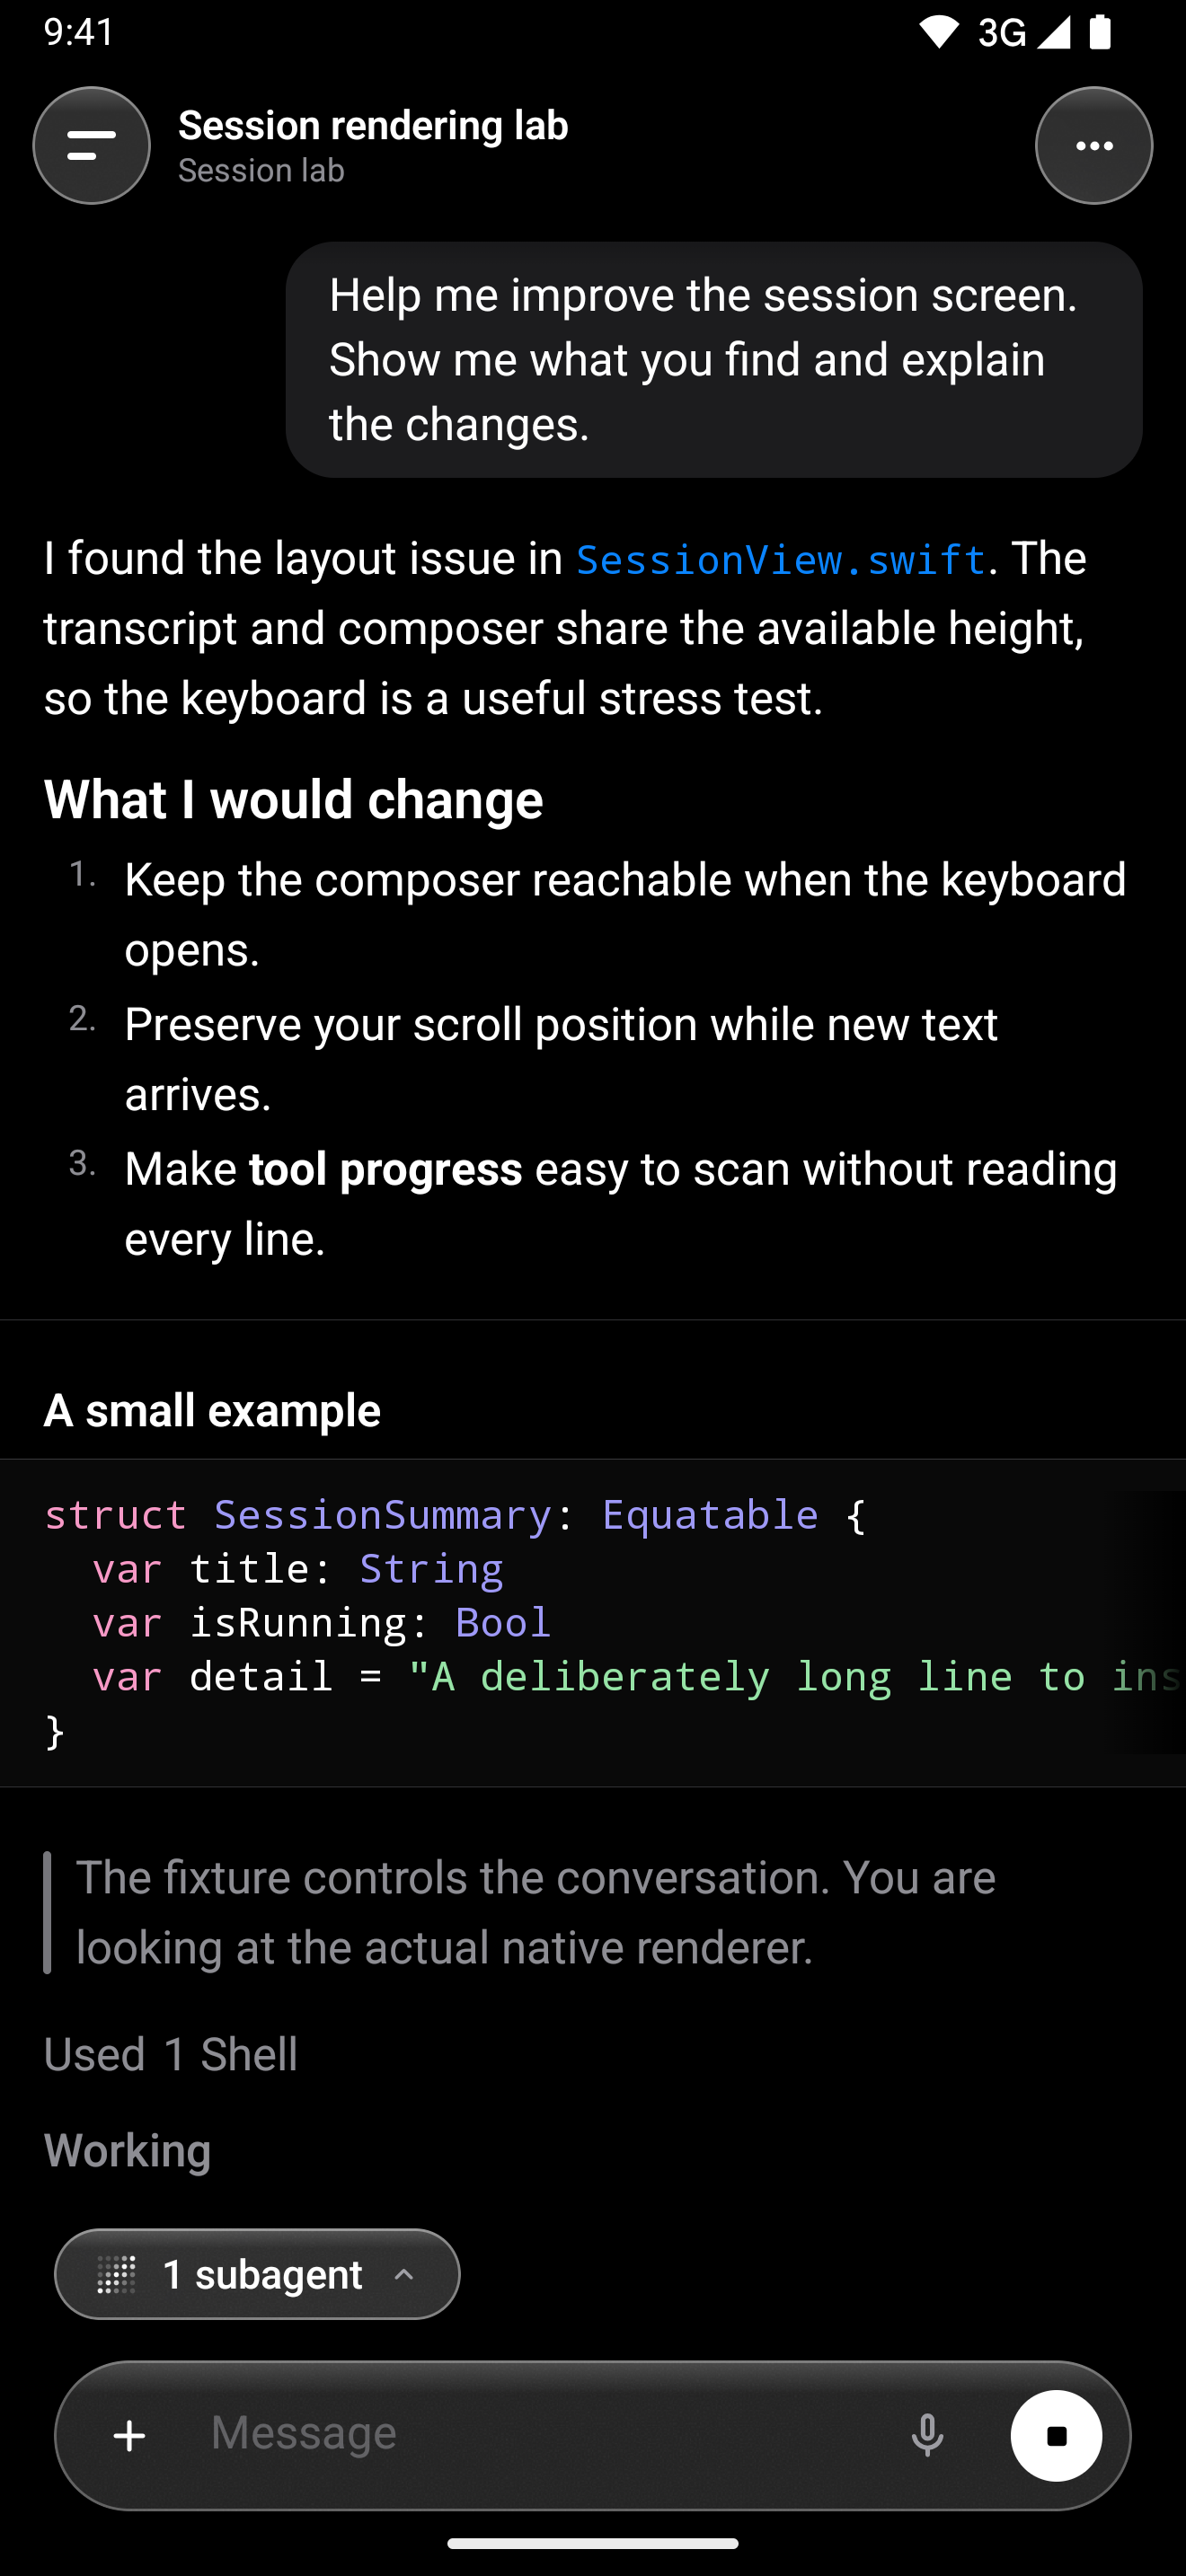 9:41
3G
Session rendering lab
Session lab
Help me improve the session screen.
Show me what you find and explain
the changes.
I found the layout issue in SessionView.swift. The
transcript and composer share the available height,
so the keyboard is a useful stress test.
What I would change
1. Keep the composer reachable when the keyboard
opens.
2. Preserve your scroll position while new text
arrives.
3. Make tool progress easy to scan without reading
every line.
A small example
struct SessionSummary: Equatable {
  var title: String
  var isRunning: Bool
  var detail = "A deliberately long line to ins
}
The fixture controls the conversation. You are
looking at the actual native renderer.
Used 1 Shell
Working
1 subagent
Message